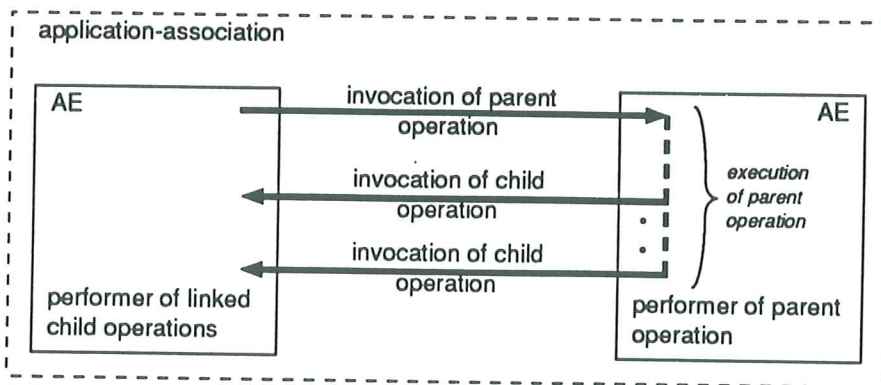 application-association
AE
invocation of parent
operation
AE
invocation of child
operation
execution
of parent
operation
invocation of child
operation
performer of linked
child operations
performer of parent
operation